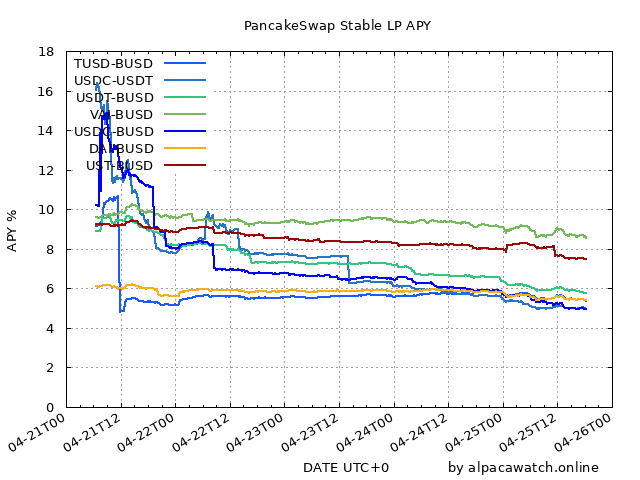 PancakeSwap Stable LP APY
18
16
14
12
10
8
6
4
2
0
APY %
TUSD-BUSD
USDC-USDT
USDT-BUSD
VAI-BUSD
USDC-BUSD
DAI-BUSD
UST-BUSD
04-21T00
04-21T12
04-22T00
04-22T12
04-23T00
04-23T12
04-24T00
04-24T12
04-25T00
04-25T12
04-26T00
DATE UTC+0
by alpacawatch.online